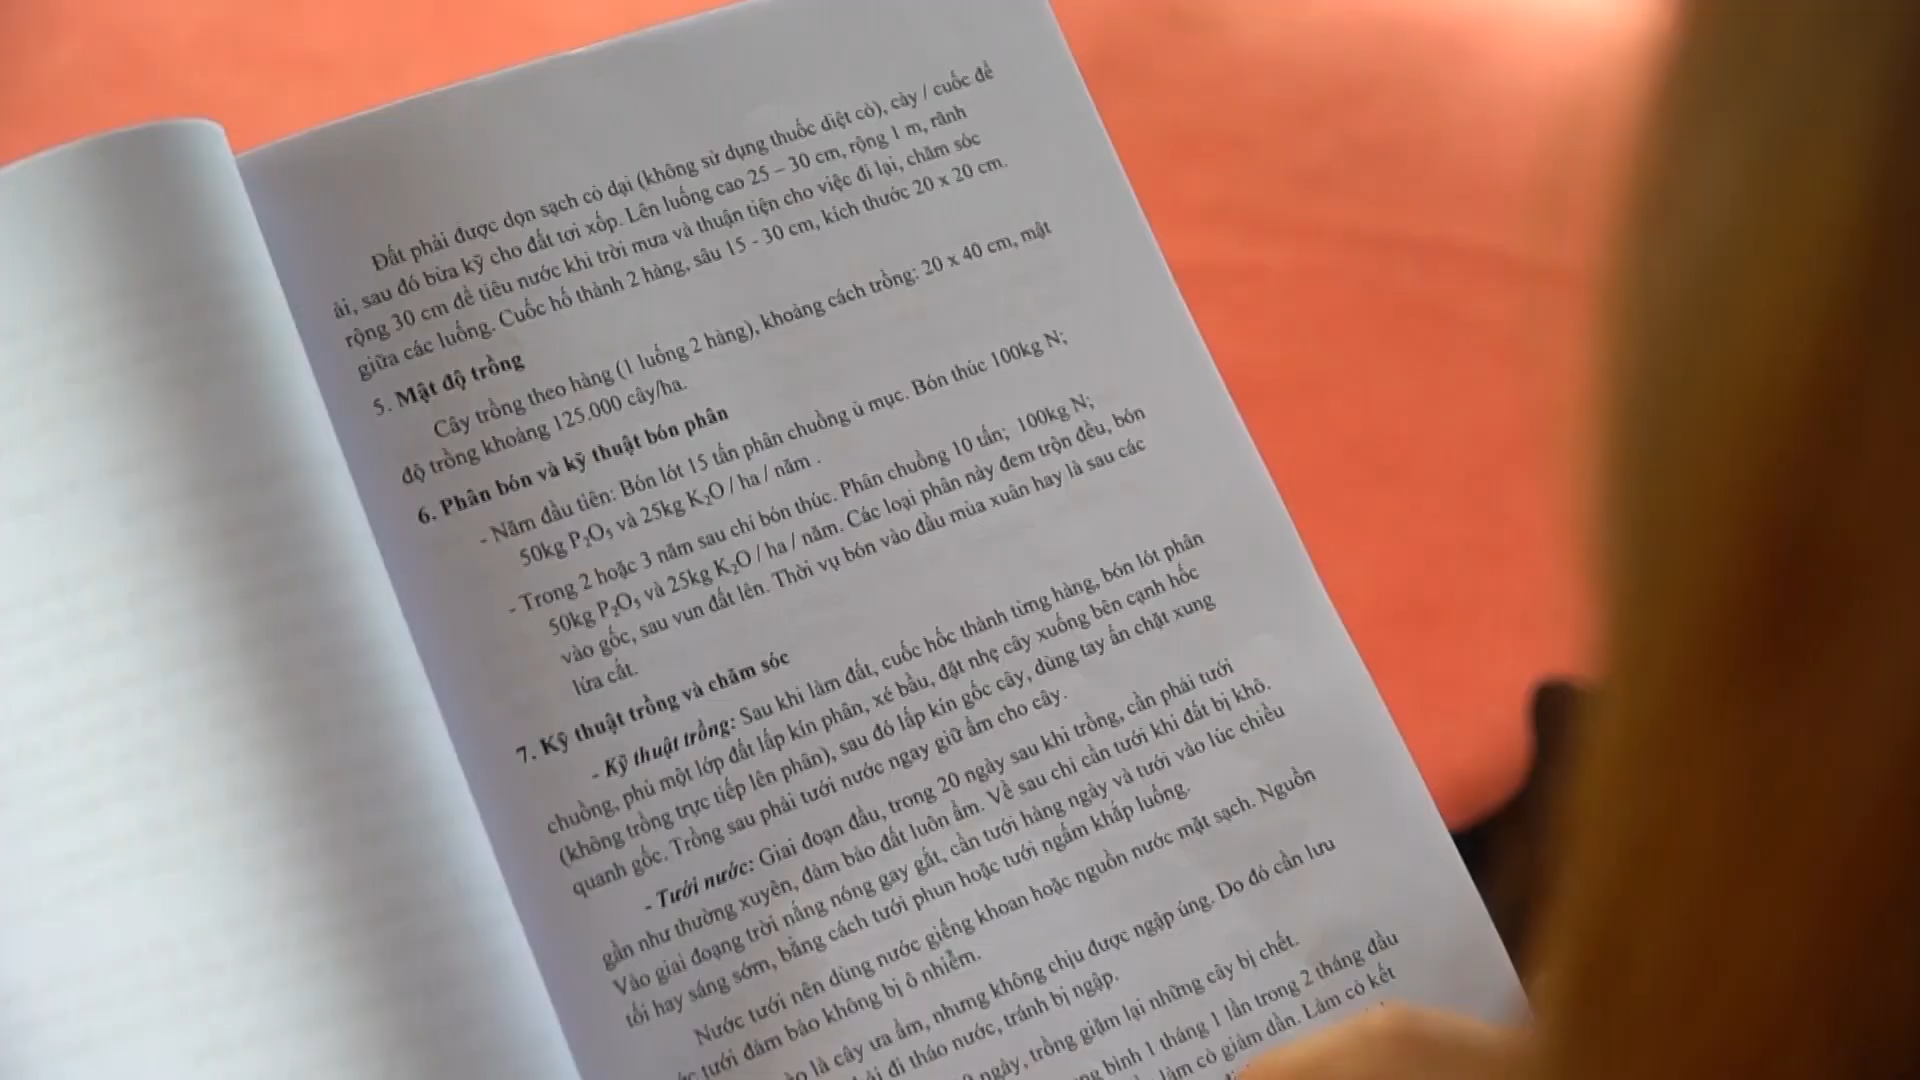 Đất phải được dọn sạch cỏ dại (không sử dụng thuốc diệt cỏ), cày / cuốc để
ải, sau đó bừa kỹ cho đất tơi xốp. Lên luống cao 25 – 30 cm, rộng 1 m, rãnh
rộng 30 cm để tiêu nước khi trời mưa và thuận tiện cho việc đi lại, chăm sóc
giữa các luống. Cuốc hố thành 2 hàng, sâu 15 - 30 cm, kích thước 20 x 20 cm.
5. Mật độ trồng
Cây trồng theo hàng (1 luống 2 hàng), khoảng cách trồng: 20 x 40 cm, mật
độ trồng khoảng 125.000 cây/ha.
6. Phân bón và kỹ thuật bón phân
- Năm đầu tiên: Bón lót 15 tấn phân chuồng ủ mục. Bón thúc 100kg N;
50kg P₂O₅ và 25kg K₂O / ha / năm .
- Trong 2 hoặc 3 năm sau chỉ bón thúc. Phân chuồng 10 tấn; 100kg N;
50kg P₂O₅ và 25kg K₂O / ha / năm. Các loại phân này đem trộn đều, bón
vào gốc, sau vun đất lên. Thời vụ bón vào đầu mùa xuân hay là sau các
lứa cắt.
7. Kỹ thuật trồng và chăm sóc
- Kỹ thuật trồng: Sau khi làm đất, cuốc hốc thành từng hàng, bón lót phân
chuồng, phủ một lớp đất lấp kín phân, xé bầu, đặt nhẹ cây xuống bên cạnh hốc
(không trồng trực tiếp lên phân), sau đó lấp kín gốc cây, dùng tay ấn chặt xung
quanh gốc. Trồng sau phải tưới nước ngay giữ ẩm cho cây.
- Tưới nước: Giai đoạn đầu, trong 20 ngày sau khi trồng, cần phải tưới
gần như thường xuyên, đảm bảo đất luôn ẩm. Về sau chỉ cần tưới khi đất bị khô.
Vào giai đoạng trời nắng nóng gay gắt, cần tưới hàng ngày và tưới vào lúc chiều
tối hay sáng sớm, bằng cách tưới phun hoặc tưới ngấm khắp luống.
Nước tưới nên dùng nước giếng khoan hoặc nguồn nước mặt sạch. Nguồn
tưới đảm bảo không bị ô nhiễm.
là cây ưa ẩm, nhưng không chịu được ngập úng. Do đó cần lưu
đi tháo nước, tránh bị ngập.
ngày, trồng giặm lại những cây bị chết.
bình 1 tháng 1 lần trong 2 tháng đầu
làm cỏ giảm dần. Làm cỏ kết